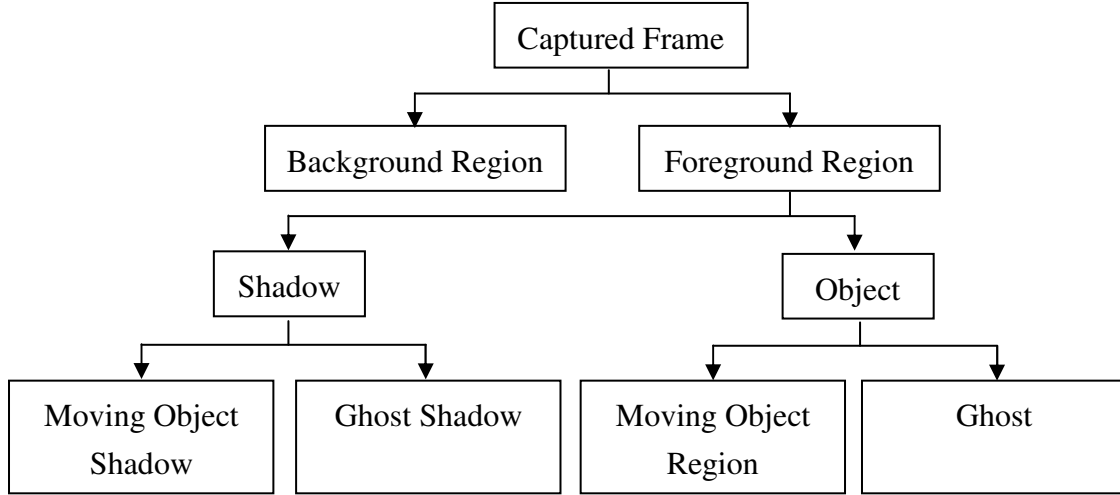 Captured Frame
Background Region
Foreground Region
Shadow
Object
Moving Object
Shadow
Ghost Shadow
Moving Object
Region
Ghost